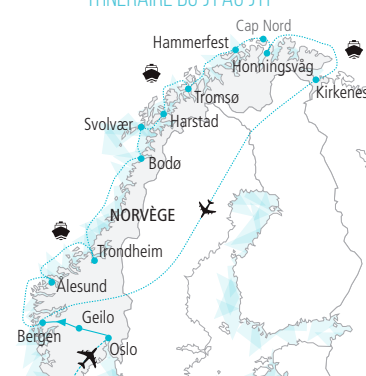 ITINÉRAIRE DU J1 AU J11
Cap Nord
Hammerfest
Honningsvåg
Kirkenes
Tromsø
Harstad
Svolvær
Bodø
NORVÈGE
Trondheim
Ålesund
Geilo
Bergen
Oslo